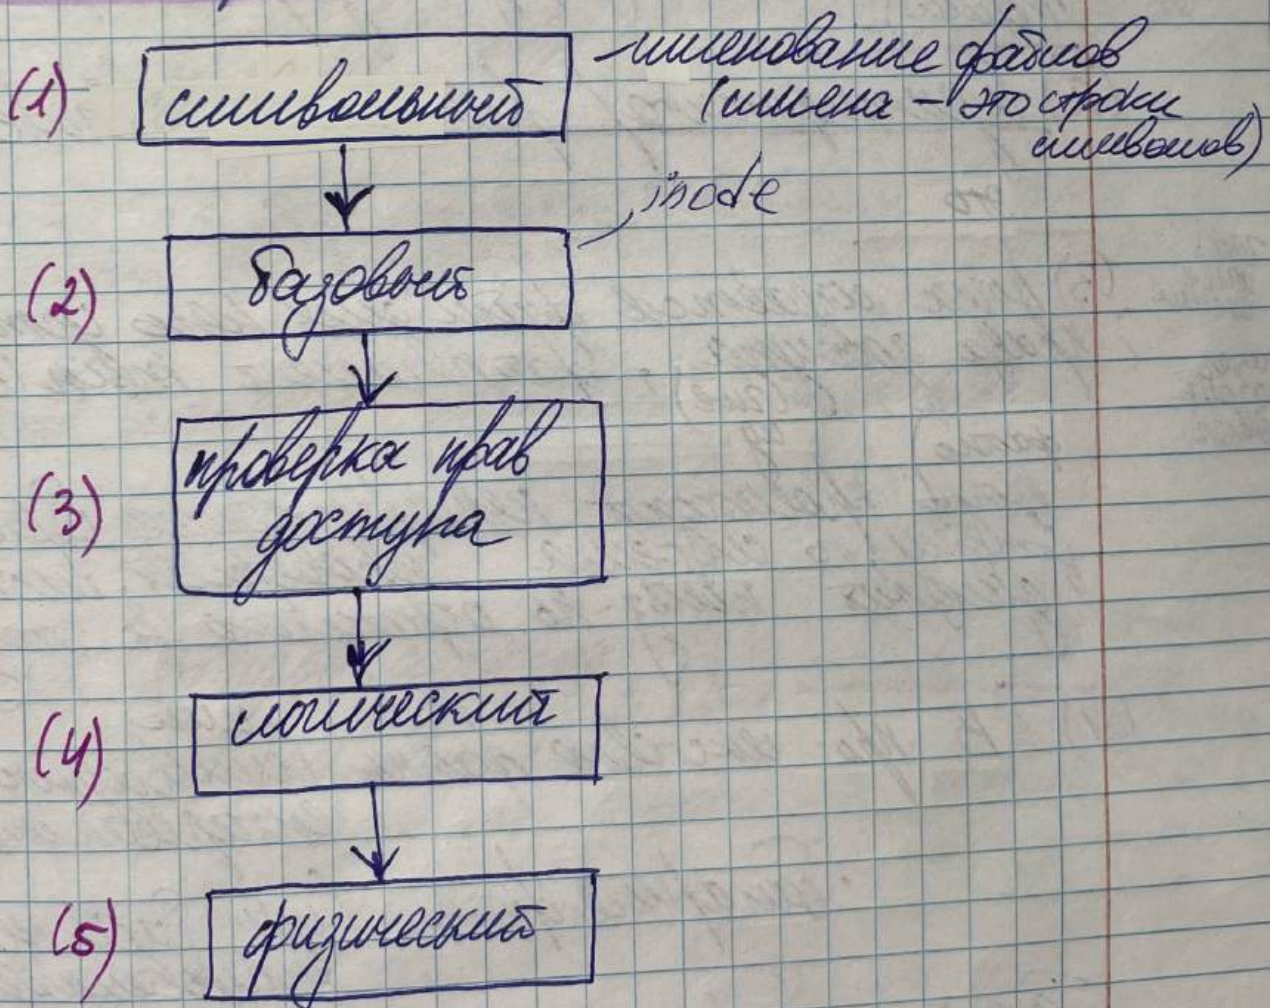 (1) символьный
- именование файлов
(имена - это строки
символов)
inode
(2) базовый
(3) проверка прав
доступа
(4) логический
(5) физический